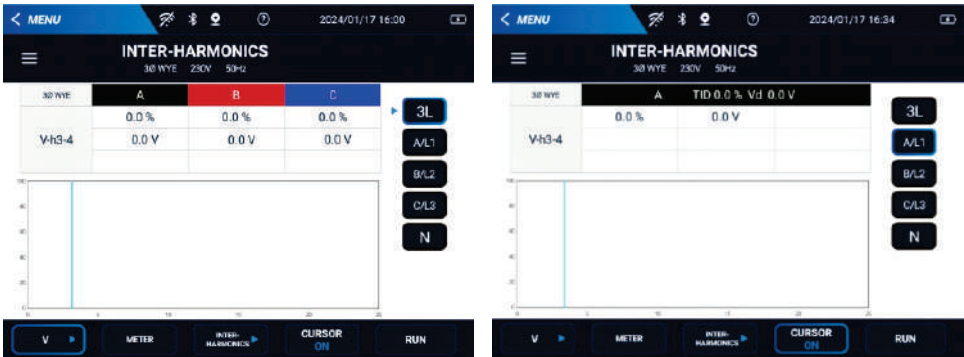 < MENU
2024/01/17 16:00
INTER-HARMONICS
3Ø WYE 230V 50Hz
3Ø WYE A B C
V-h3-4
0.0 % 0.0 % 0.0 %
0.0 V 0.0 V 0.0 V
3L
A/L1
B/L2
C/L3
N
V METER INTER-HARMONICS CURSOR ON RUN
< MENU
2024/01/17 16:34
INTER-HARMONICS
3Ø WYE 230V 50Hz
3Ø WYE A TID 0.0 % Vd 0.0 V
V-h3-4
0.0 % 0.0 V
3L
A/L1
B/L2
C/L3
N
V METER INTER-HARMONICS CURSOR ON RUN